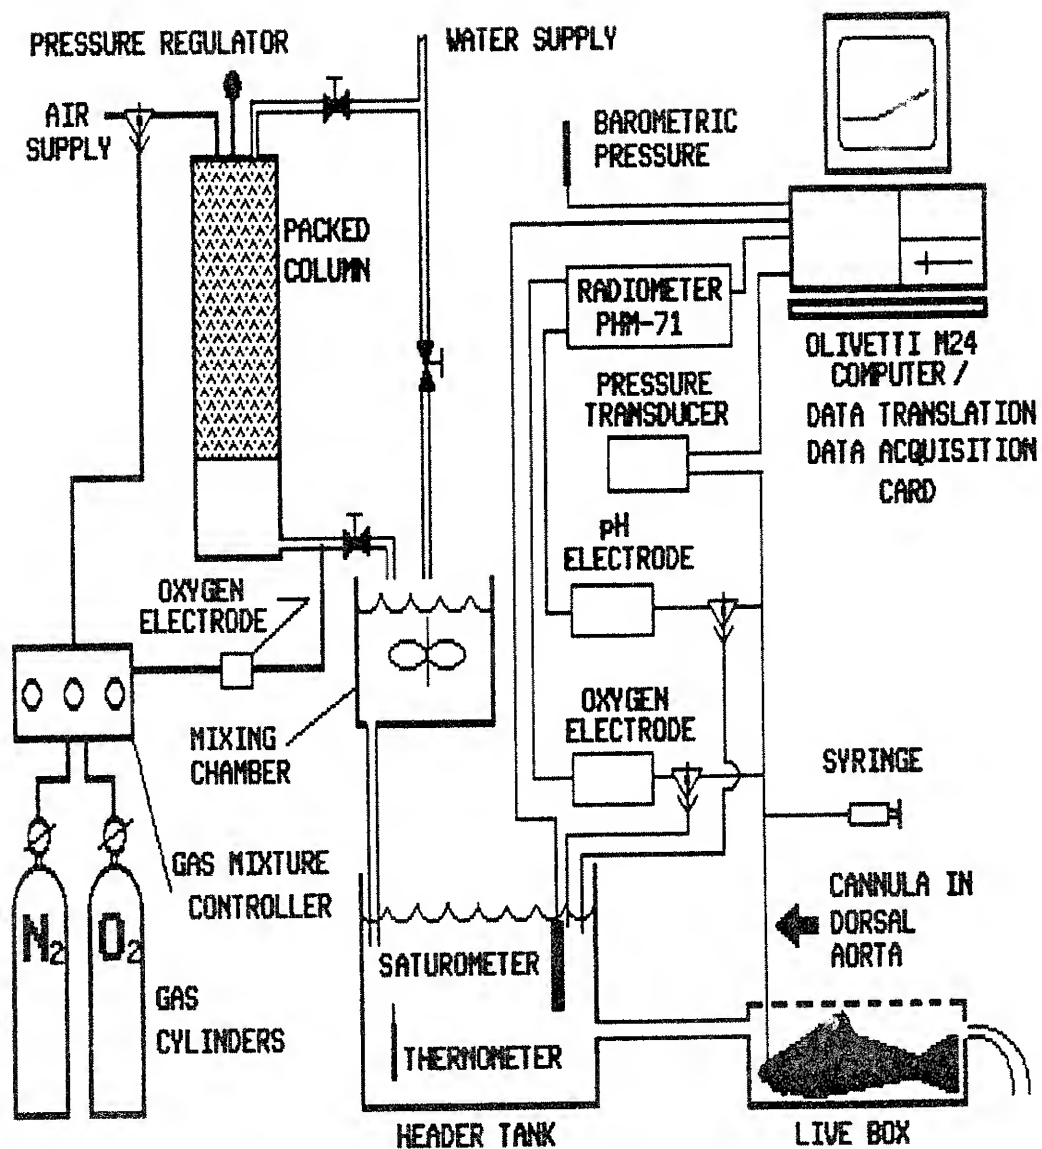 PRESSURE REGULATOR
WATER SUPPLY
AIR
SUPPLY
BAROMETRIC
PRESSURE
PACKED
COLUMN
RADIOMETER
PHM-71
OLIVETTI M24
COMPUTER /
DATA TRANSLATION
DATA ACQUISITION
CARD
PRESSURE
TRANSDUCER
pH
ELECTRODE
OXYGEN
ELECTRODE
OXYGEN
ELECTRODE
MIXING
CHAMBER
SYRINGE
GAS MIXTURE
CONTROLLER
CANNULA IN
DORSAL
AORTA
N2
O2
SATUROMETER
GAS
CYLINDERS
THERMOMETER
HEADER TANK
LIVE BOX